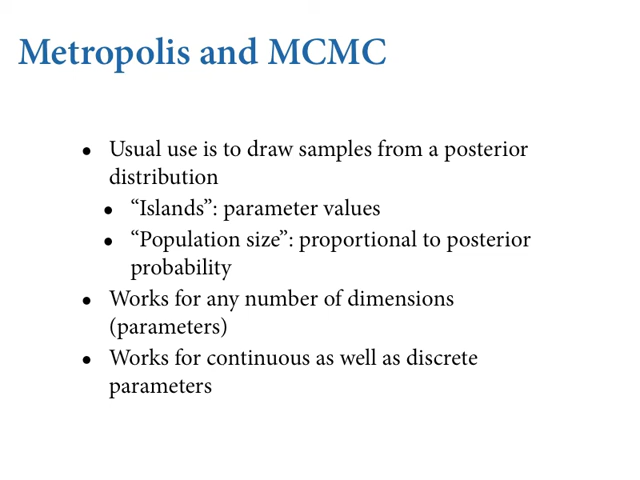 Metropolis and MCMC
• Usual use is to draw samples from a posterior
distribution
• “Islands”: parameter values
• “Population size”: proportional to posterior
probability
• Works for any number of dimensions
(parameters)
• Works for continuous as well as discrete
parameters